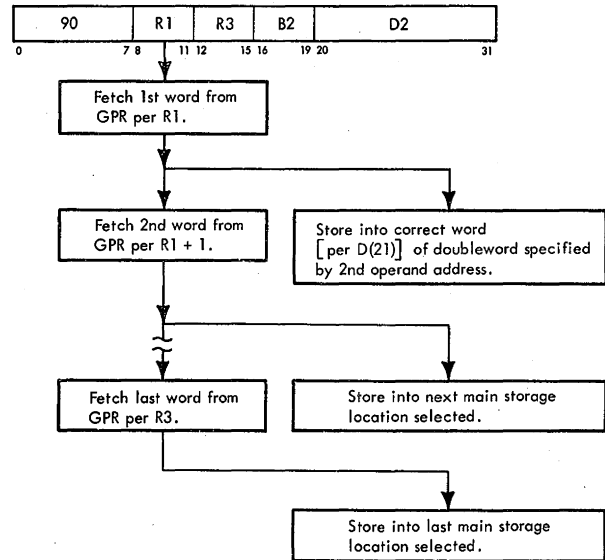 90 R1 R3 B2 D2
0 7 8 11 12 15 16 19 20 31
Fetch 1st word from
GPR per R1.
Fetch 2nd word from
GPR per R1 + 1.
Store into correct word
[per D(21)] of doubleword specified
by 2nd operand address.
Fetch last word from
GPR per R3.
Store into next main storage
location selected.
Store into last main storage
location selected.